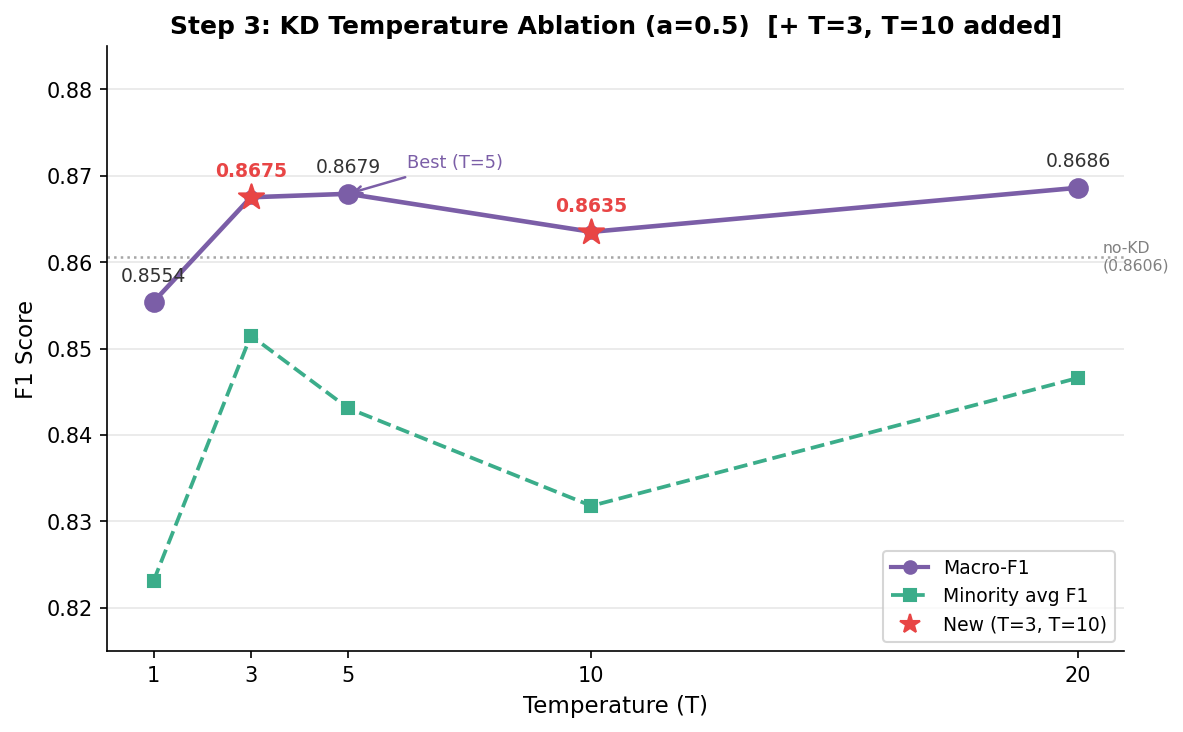 Step 3: KD Temperature Ablation (a=0.5)  [+ T=3, T=10 added]
F1 Score
0.88
0.87
0.86
0.85
0.84
0.83
0.82
0.8554
0.8675
0.8679
Best (T=5)
0.8635
0.8686
no-KD
(0.8606)
Macro-F1
Minority avg F1
New (T=3, T=10)
1
3
5
10
20
Temperature (T)